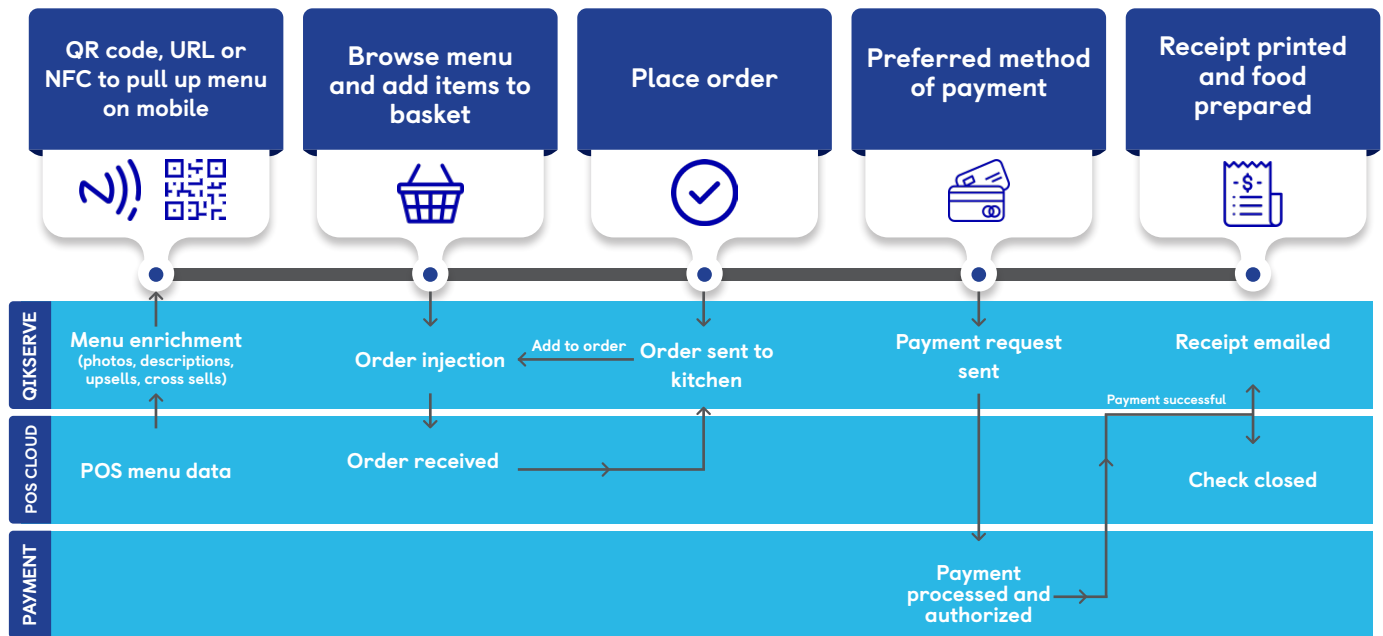 QR code, URL or
NFC to pull up menu
on mobile
Browse menu
and add items to
basket
Place order
Preferred method
of payment
Receipt printed
and food
prepared
$
QIKSERVE
Menu enrichment
(photos, descriptions,
upsells, cross sells)
Order injection
Add to order
Order sent to
kitchen
Payment request
sent
Receipt emailed
Payment successful
POS CLOUD
POS menu data
Order received
Check closed
PAYMENT
Payment
processed and
authorized